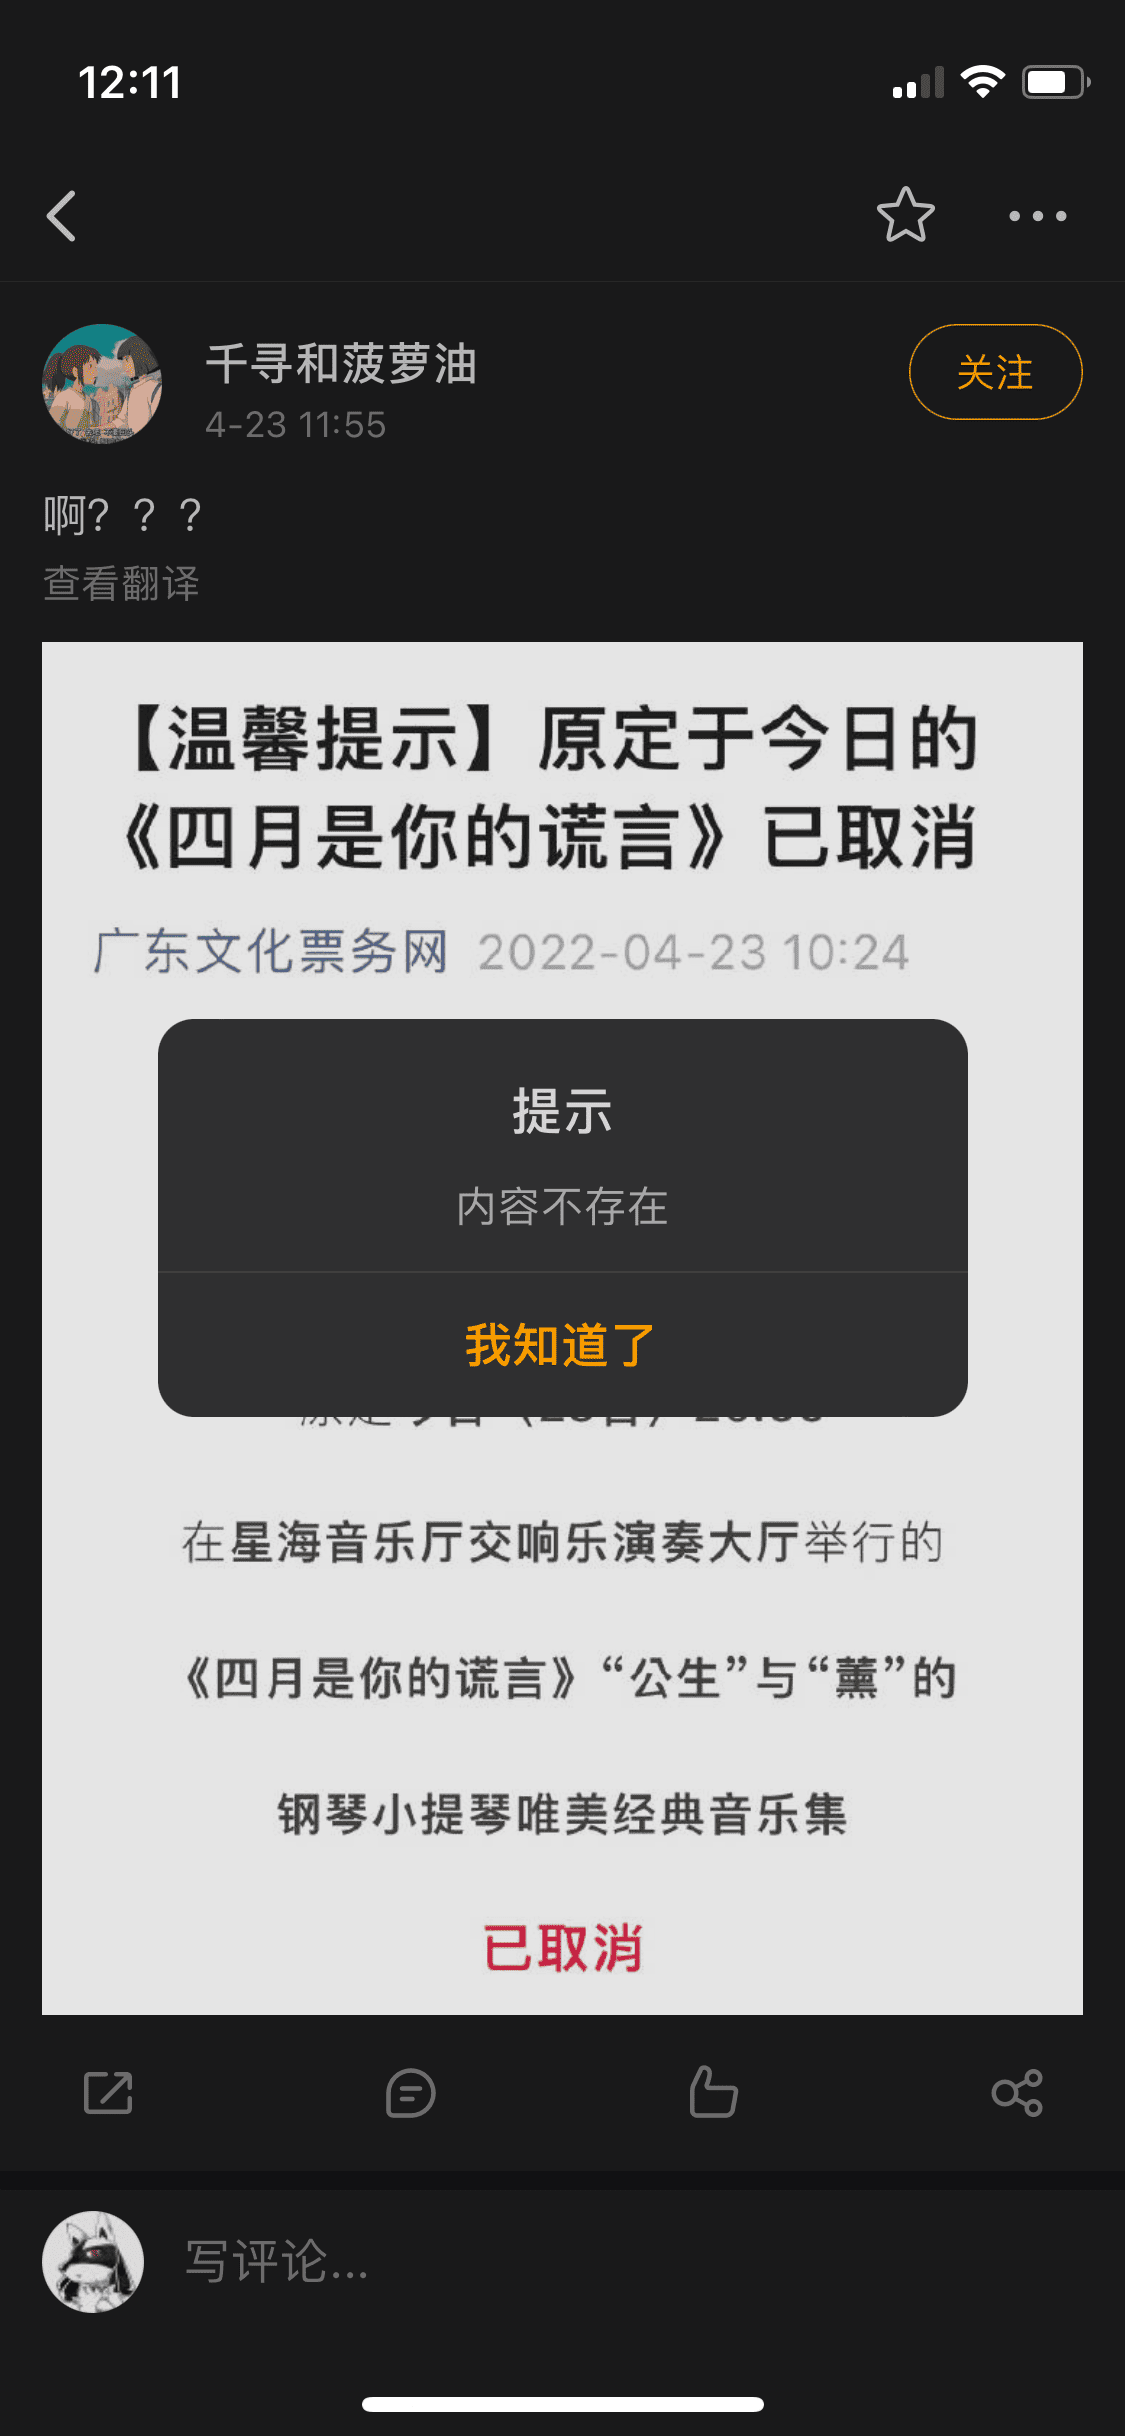 12:11
千寻和菠萝油
关注
4-23 11:55
啊？？？
查看翻译
【温馨提示】原定于今日的
《四月是你的谎言》已取消
广东文化票务网 2022-04-23 10:24
提示
内容不存在
我知道了
在星海音乐厅交响乐演奏大厅举行的
《四月是你的谎言》“公生”与“薰”的
钢琴小提琴唯美经典音乐集
已取消
写评论...